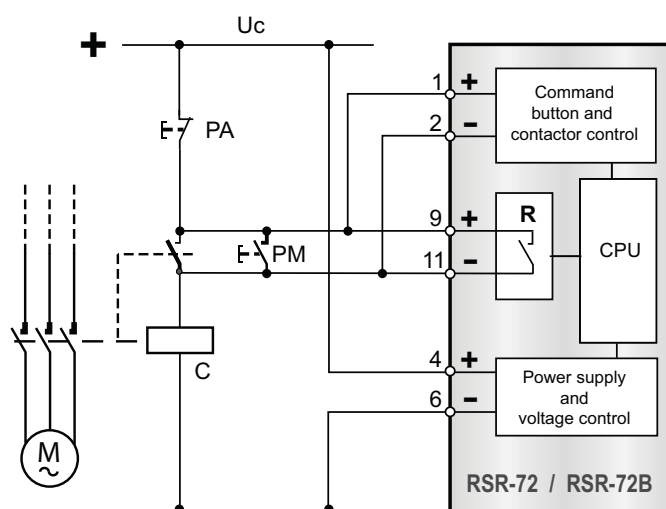 + Uc
PA
PM
C
M
~
1 +
2 -
9 +
11 -
4 +
6 -
Command
button and
contactor control
R
CPU
Power supply
and
voltage control
RSR-72 / RSR-72B